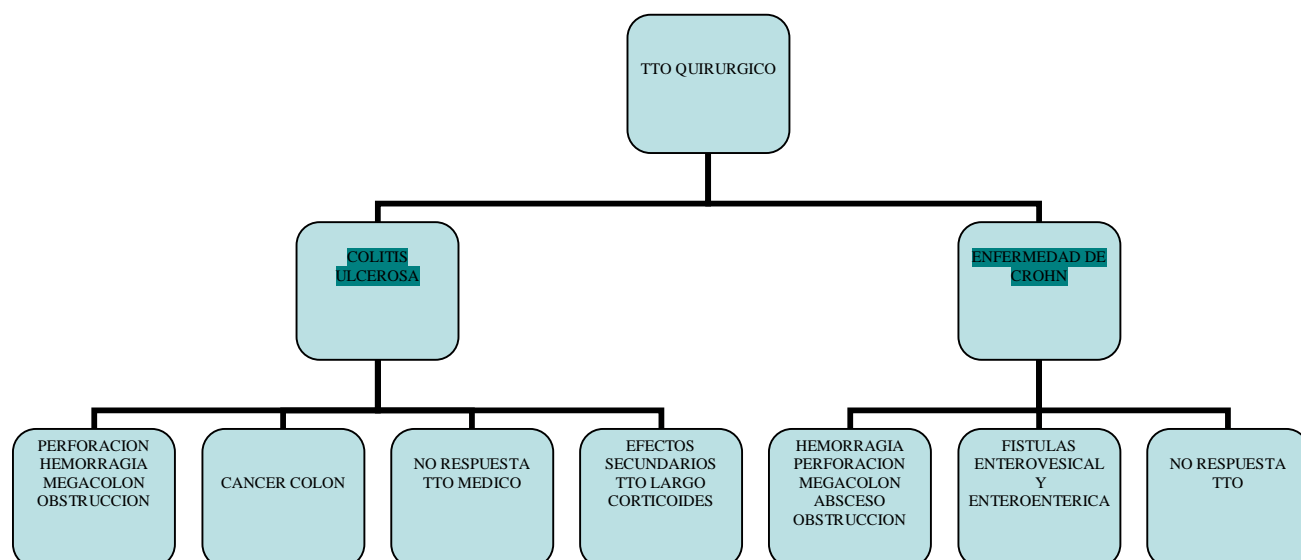 TTO QUIRURGICO
COLITIS
ULCEROSA
ENFERMEDAD DE
CROHN
PERFORACION
HEMORRAGIA
MEGACOLON
OBSTRUCCION
CANCER COLON
NO RESPUESTA
TTO MEDICO
EFECTOS
SECUNDARIOS
TTO LARGO
CORTICOIDES
HEMORRAGIA
PERFORACION
MEGACOLON
ABSCESO
OBSTRUCCION
FISTULAS
ENTEROVESICAL
Y
ENTEROENTERICA
NO RESPUESTA
TTO